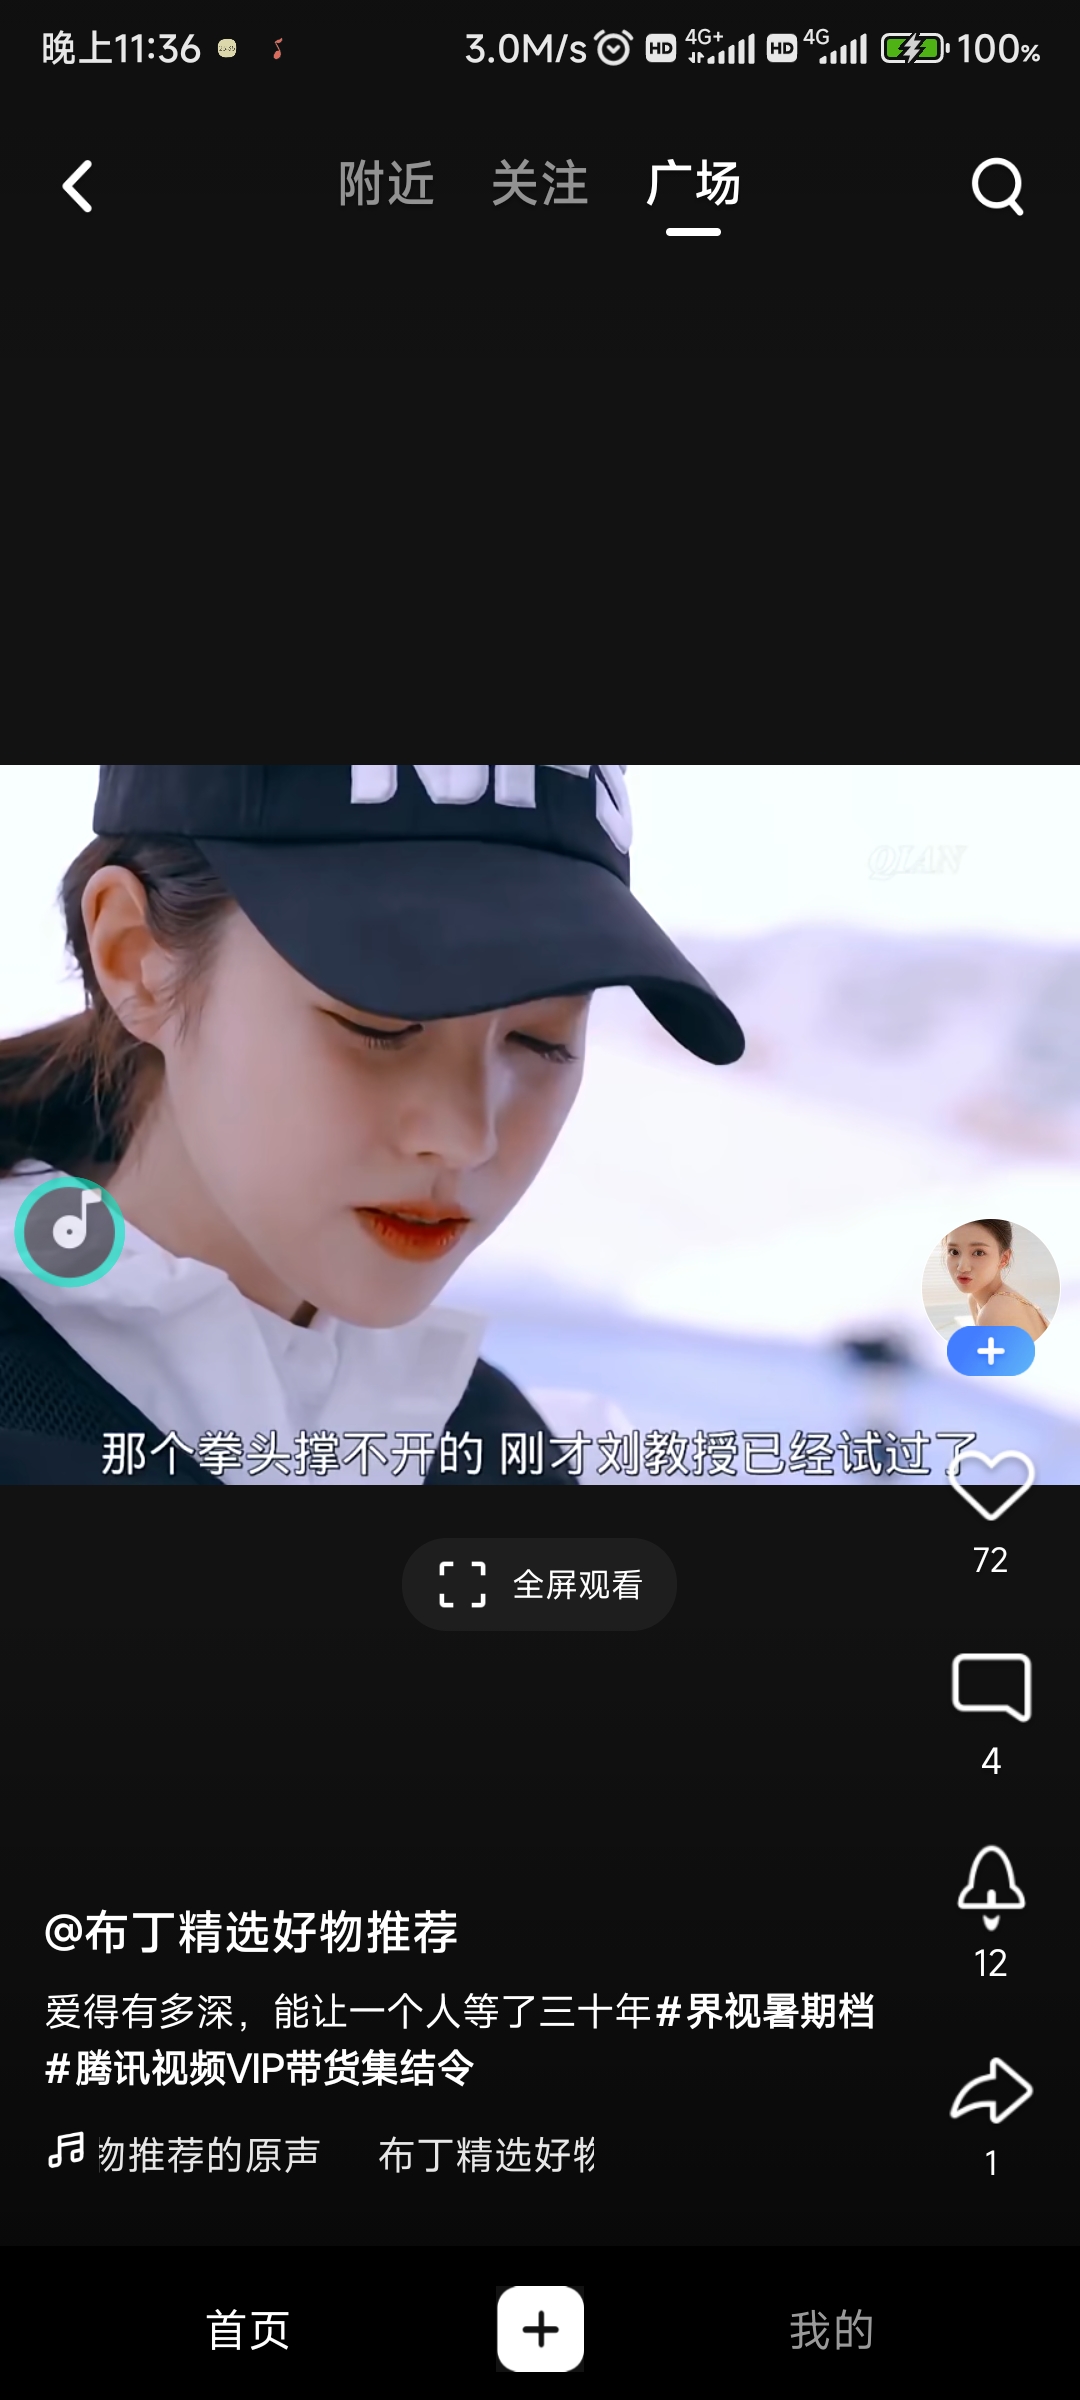 晚上11:36 3.0M/s HD 4G+ HD 4G 100%
附近 关注 广场
QIAN
那个拳头撑不开的 刚才刘教授已经试过了
72
全屏观看
4
12
@布丁精选好物推荐
爱得有多深，能让一个人等了三十年#界视暑期档
#腾讯视频VIP带货集结令
1
物推荐的原声 布丁精选好物
首页 我的